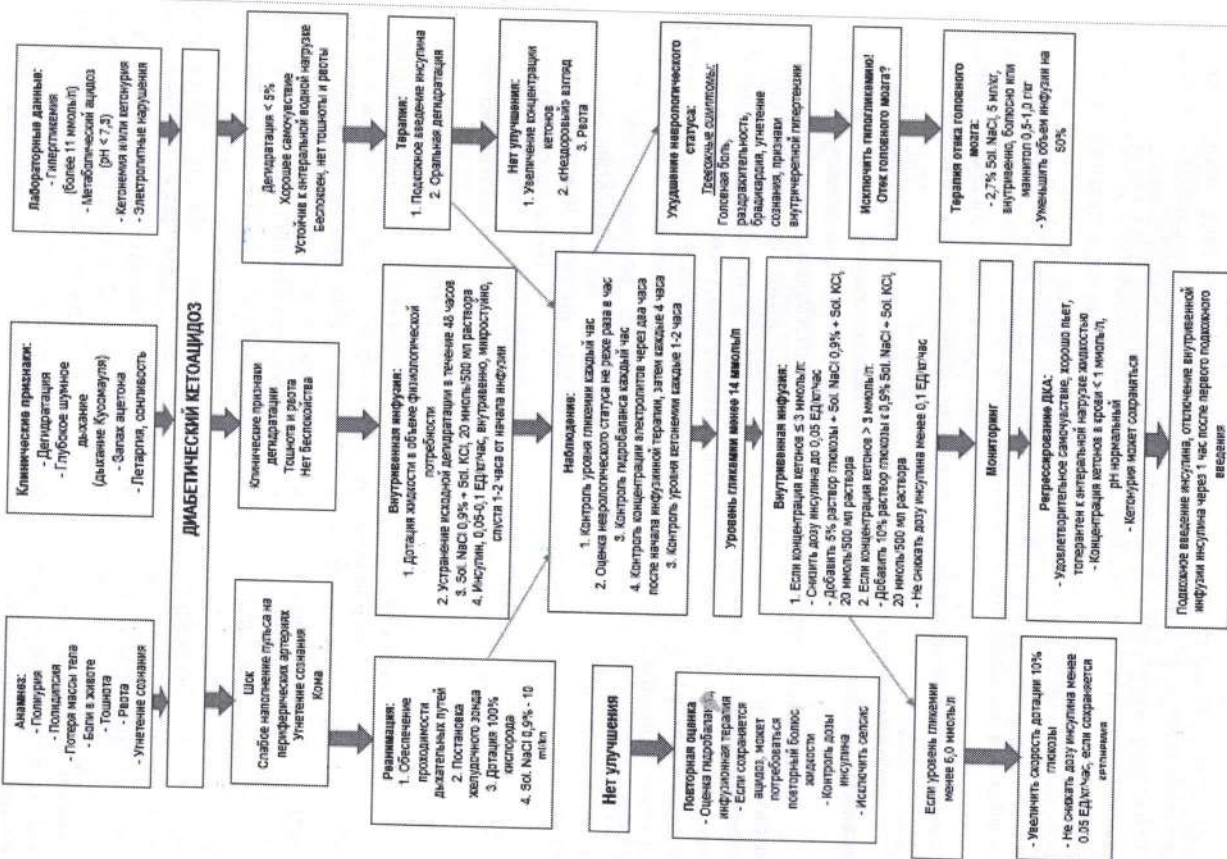 Анамнез:
- Полиурия
- Полидипсия
- Потеря массы тела
- Боли в животе
- Тошнота
- Рвота
- Угнетение сознания
Клинические признаки:
- Дегидратация
- Глубокое шумное
дыхание
(дыхание Куссмауля)
- Запах ацетона
- Летаргия, сонливость
Лабораторные данные:
- Гипергликемия
(более 11 ммоль/л)
- Метаболический ацидоз
(pH < 7,3)
- Кетонемия и/или кетонурия
- Электролитные нарушения
ДИАБЕТИЧЕСКИЙ КЕТОАЦИДОЗ
Шок
Слабое наполнение пульса на
периферических артериях
Угнетение сознания
Кома
Клинические признаки
дегидратации
Тошнота и рвота
Нет беспокойства
Дегидратация < 5%
Хорошее самочувствие
Устойчив к энтеральной водной нагрузке
Беспокоен, нет тошноты и рвоты
Реанимация:
1. Обеспечение
проходимости
дыхательных путей
2. Постановка
желудочного зонда
3. Дотация 100%
кислорода
4. Sol. NaCl 0,9% - 10
ml/kn
Внутривенная инфузия:
1. Дотация жидкости в объеме физиологической
потребности
2. Устранение исходной дегидратации в течение 48 часов
3. Sol. NaCl 0,9% + Sol. KCl, 20 ммоль/500 мл раствора
4. Инсулин, 0,05-0,1 ЕД/кг/час, внутривенно, микроструйно,
спустя 1-2 часа от начала инфузии
Терапия:
1. Подкожное введение инсулина
2. Оральная дегидратация
Нет улучшения:
1. Увеличение концентрации
кетонов
2. «Нездоровый» взгляд
3. Рвота
Наблюдение:
1. Контроль уровня гликемии каждый час
2. Оценка неврологического статуса не реже раза в час
3. Контроль гидробаланса каждый час
4. Контроль концентрации электролитов через два часа
после начала инфузионной терапии, затем каждые 4 часа
3. Контроль уровня кетонемии каждые 1-2 часа
Нет улучшения
Повторная оценка
- Оценка гидробаланса,
инфузионная терапия
- Если сохраняется
ацидоз, может
потребоваться
повторный болюс
жидкости
- Контроль дозы
инсулина
- Исключить сепсис
Ухудшение неврологического
статуса:
Тревожные симптомы:
Головная боль,
раздражительность,
брадикардия, угнетение
сознания, признаки
внутричерепной гипертензии
Исключить гипогликемию!
Отек головного мозга?
Терапия отека головного
мозга:
- 2,7% Sol. NaCl, 5 мл/кг,
внутривенно, болюсно или
маннитол 0,5-1,0 г/кг
- Уменьшить объем инфузии на
50%
Уровень гликемии менее 14 ммоль/л
Внутривенная инфузия:
1. Если концентрация кетонов ≤ 3 ммоль/л:
- Снизить дозу инсулина до 0,05 ЕД/кг/час
- Добавить 5% раствор глюкозы + Sol. NaCl 0,9% + Sol. KCl,
20 ммоль/500 мл раствора
2. Если концентрация кетонов > 3 ммоль/л:
- Добавить 10% раствор глюкозы к 0,9% Sol. NaCl + Sol. KCl,
20 ммоль/500 мл раствора
- Не снижать дозу инсулина менее 0,1 ЕД/кг/час
Мониторинг
Регрессирование ДКА:
- Удовлетворительное самочувствие, хорошо пьет,
толерантен к энтеральной нагрузке жидкостью
- Концентрация кетонов в крови < 1 ммоль/л,
pH нормальный
- Кетонурия может сохраняться
Подкожное введение инсулина, отключение внутривенной
инфузии инсулина через 1 час после первого подкожного
введения
Если уровень гликемии
менее 6,0 ммоль/л
- Увеличить скорость дотации 10%
глюкозы
- Не снижать дозу инсулина менее
0,05 ЕД/кг/час, если сохраняется
кетонемия